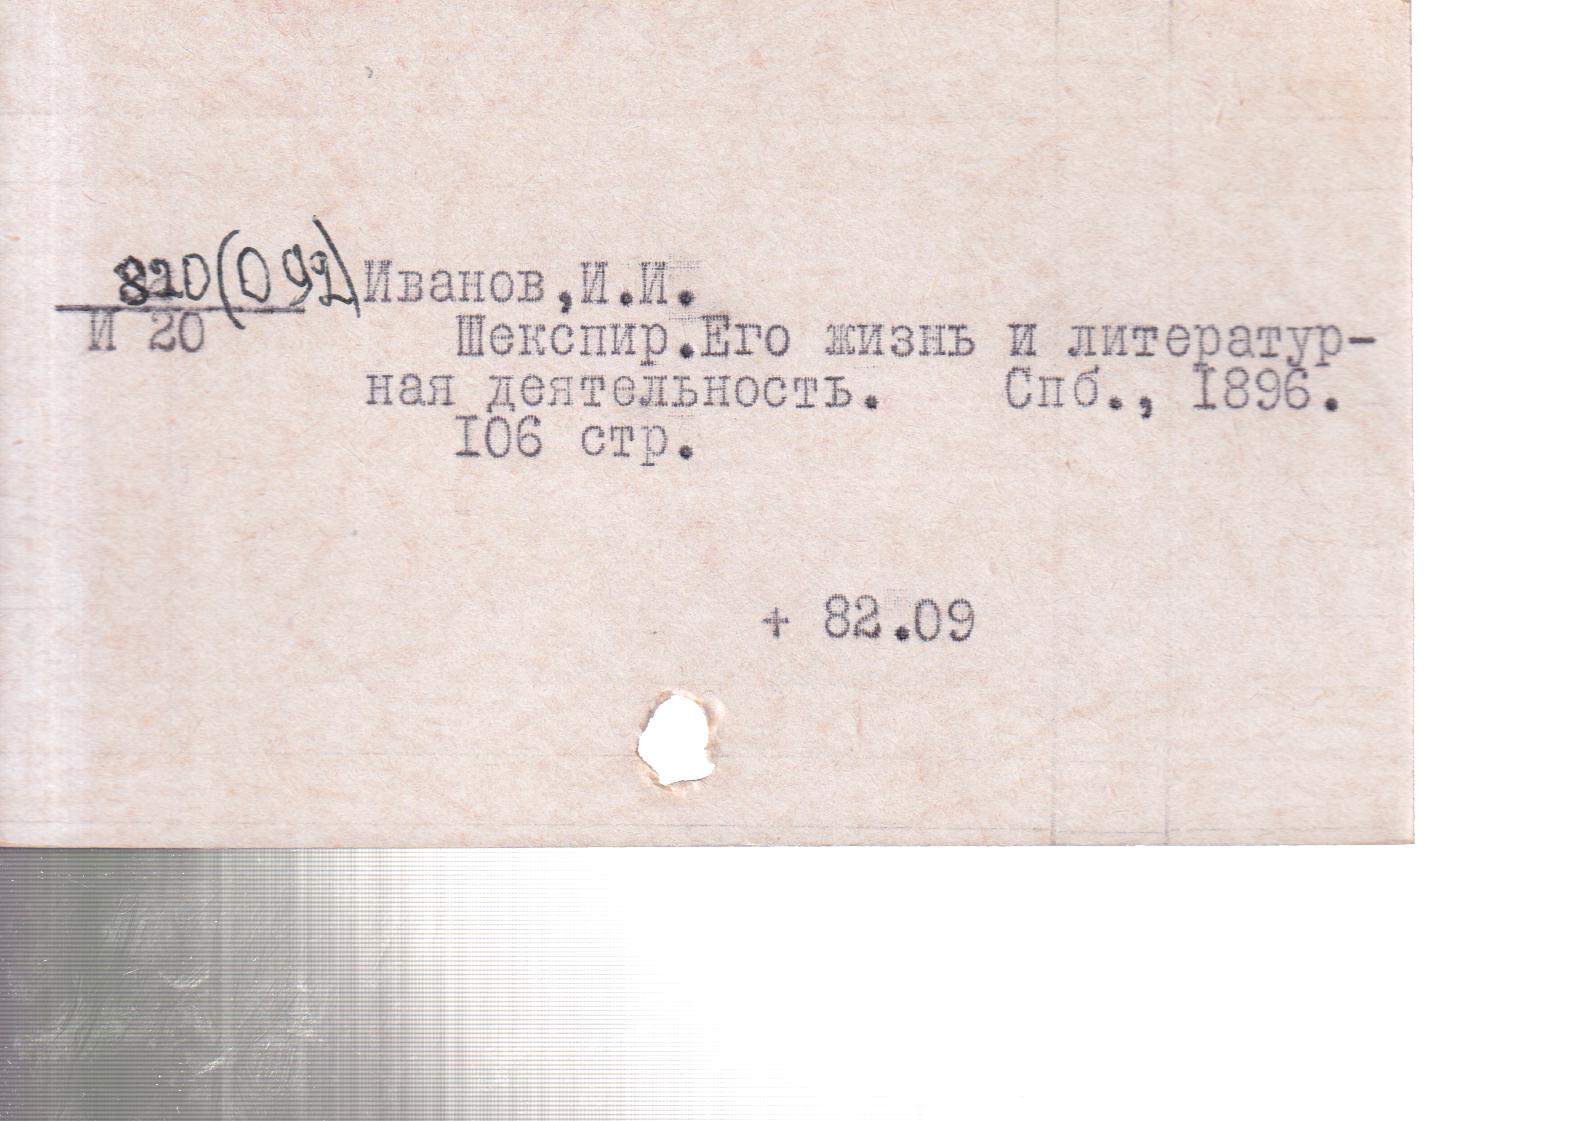 820(092) Иванов,И.И.
И 20 Шекспир.Его жизнь и литератур-
ная деятельность. Спб., 1896.
106 стр.
+ 82.09